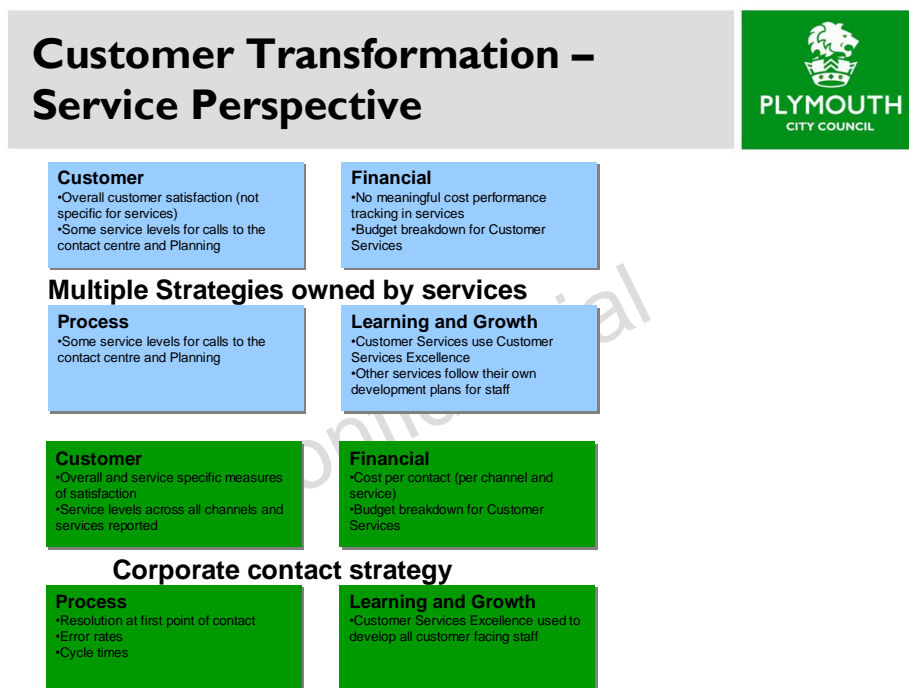 Customer Transformation –
Service Perspective
PLYMOUTH
CITY COUNCIL
Customer
•Overall customer satisfaction (not
specific for services)
•Some service levels for calls to the
contact centre and Planning
Financial
•No meaningful cost performance
tracking in services
•Budget breakdown for Customer
Services
Multiple Strategies owned by services
Process
•Some service levels for calls to the
contact centre and Planning
Learning and Growth
•Customer Services use Customer
Services Excellence
•Other services follow their own
development plans for staff
Customer
•Overall and service specific measures
of satisfaction
•Service levels across all channels and
services reported
Financial
•Cost per contact (per channel and
service)
•Budget breakdown for Customer
Services
Corporate contact strategy
Process
•Resolution at first point of contact
•Error rates
•Cycle times
Learning and Growth
•Customer Services Excellence used to
develop all customer facing staff